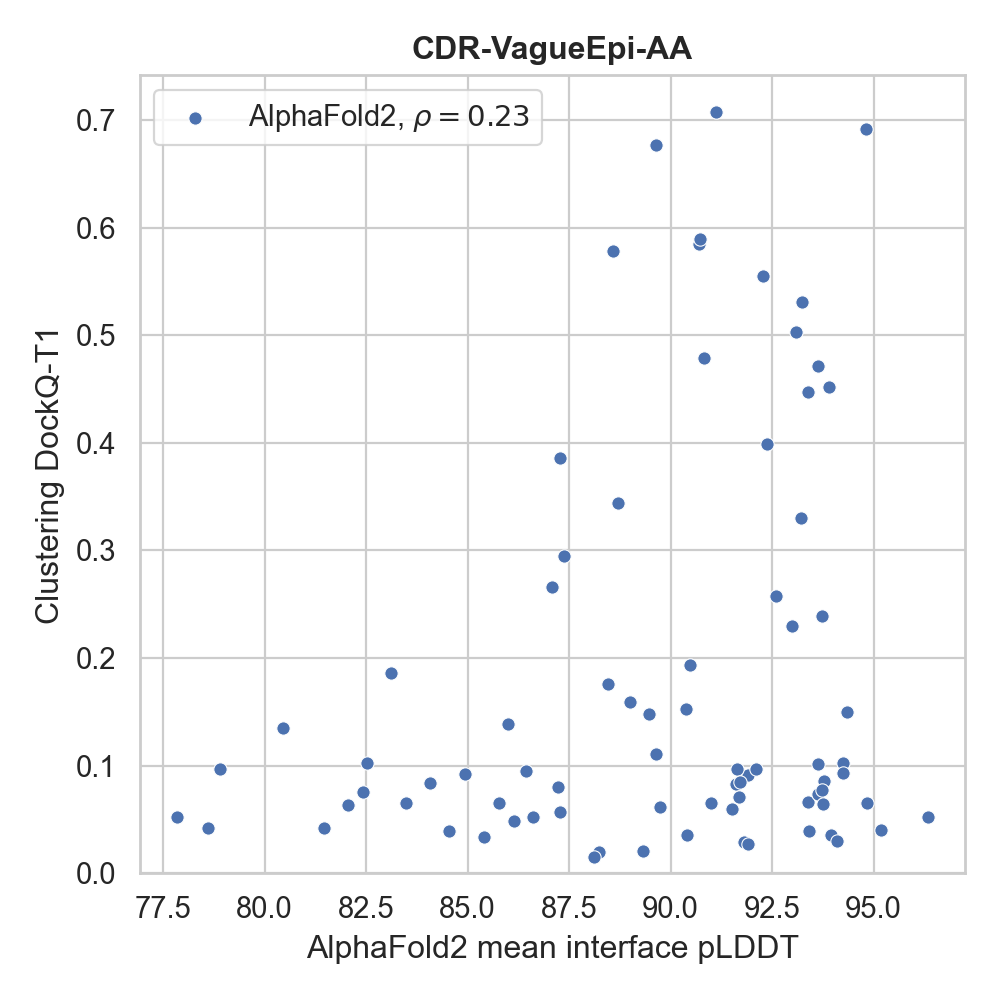 CDR-VagueEpi-AA
AlphaFold2, ρ = 0.23
Clustering DockQ-T1
0.7
0.6
0.5
0.4
0.3
0.2
0.1
0.0
77.5 80.0 82.5 85.0 87.5 90.0 92.5 95.0
AlphaFold2 mean interface pLDDT